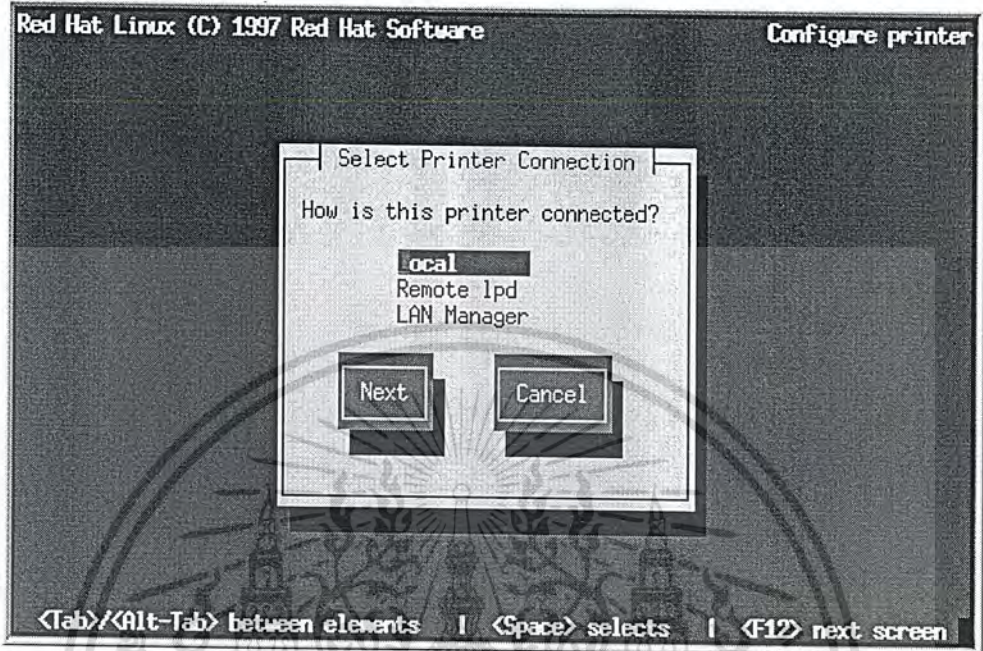 Red Hat Linux (C) 1997 Red Hat Software Configure printer
Select Printer Connection
How is this printer connected?
Local
Remote lpd
LAN Manager
Next Cancel
<Tab>/<Alt-Tab> between elements | <Space> selects | <F12> next screen